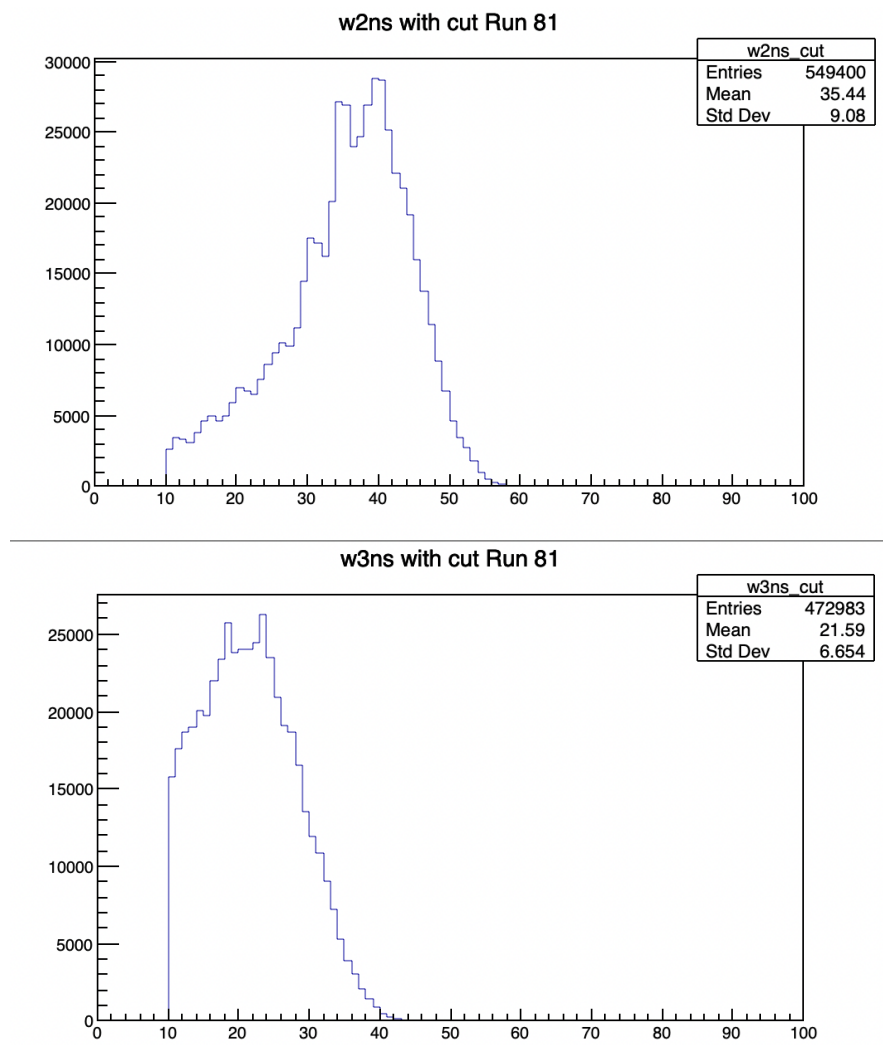 w2ns with cut Run 81
w2ns_cut
Entries 549400
Mean 35.44
Std Dev 9.08
30000
25000
20000
15000
10000
5000
0
0 10 20 30 40 50 60 70 80 90 100
w3ns with cut Run 81
w3ns_cut
Entries 472983
Mean 21.59
Std Dev 6.654
25000
20000
15000
10000
5000
0
0 10 20 30 40 50 60 70 80 90 100